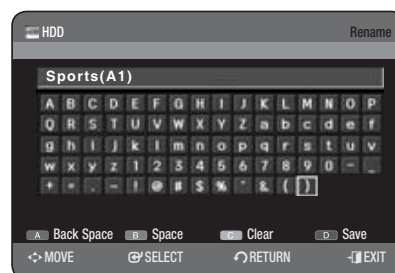 HDD Rename
Sports(A1)
A B C D E F G H I J K L M N O P
Q R S T U V W X Y Z a b c d e f
g h i j k l m n o p q r s t u v
w x y z 1 2 3 4 5 6 7 8 9 0 - _
+ = . ~ ! @ # $ % ^ & ( )
A Back Space B Space C Clear D Save
MOVE SELECT RETURN EXIT